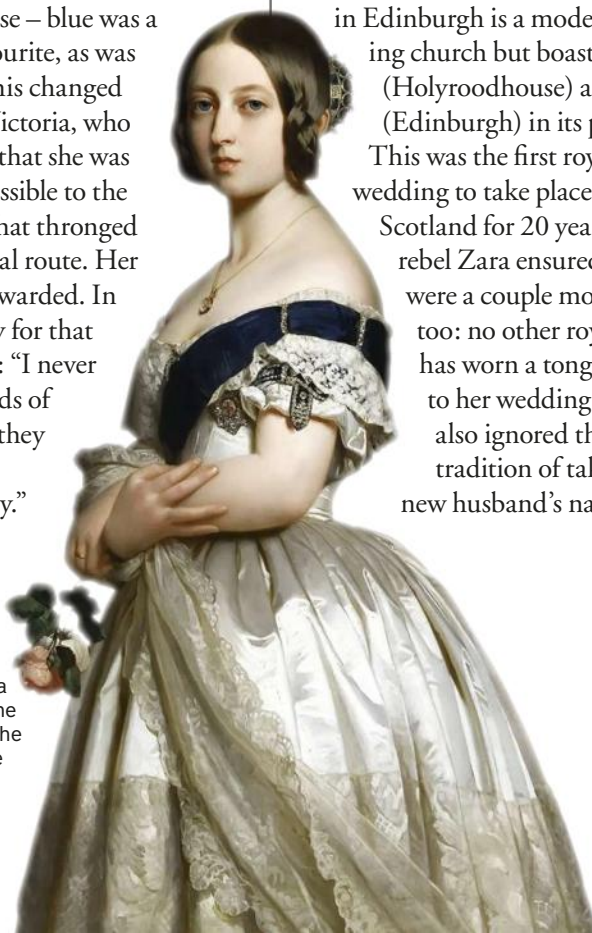 se – blue was a
ourite, as was
his changed
ictoria, who
that she was
ssible to the
hat thronged
al route. Her
warded. In
y for that
: “I never
ds of
they
y.”
a
ne
he
e
in Edinburgh is a mode
ing church but boast
(Holyroodhouse) a
(Edinburgh) in its p
This was the first roy
wedding to take place
Scotland for 20 yea
rebel Zara ensured
were a couple mo
too: no other roy
has worn a tong
to her wedding
also ignored th
tradition of tal
new husband’s na